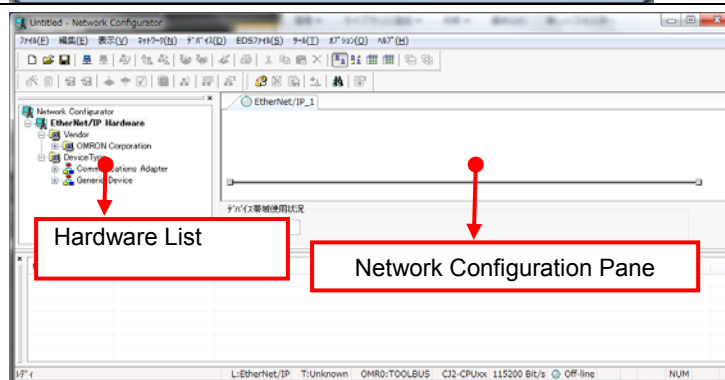 Untitled - Network Configurator
ファイル(F) 編集(E) 表示(V) ネットワーク(N) デバイス(D) EDSファイル(S) ツール(T) オプション(O) ヘルプ(H)
Network Configurator
EtherNet/IP Hardware
Vendor
OMRON Corporation
DeviceType
Communications Adapter
Generic Device
EtherNet/IP_1
デバイス帯域使用状況
Hardware List
Network Configuration Pane
レディ L:EtherNet/IP T:Unknown OMR0:TOOLBUS CJ2-CPUxx 115200 Bit/s Off-line NUM